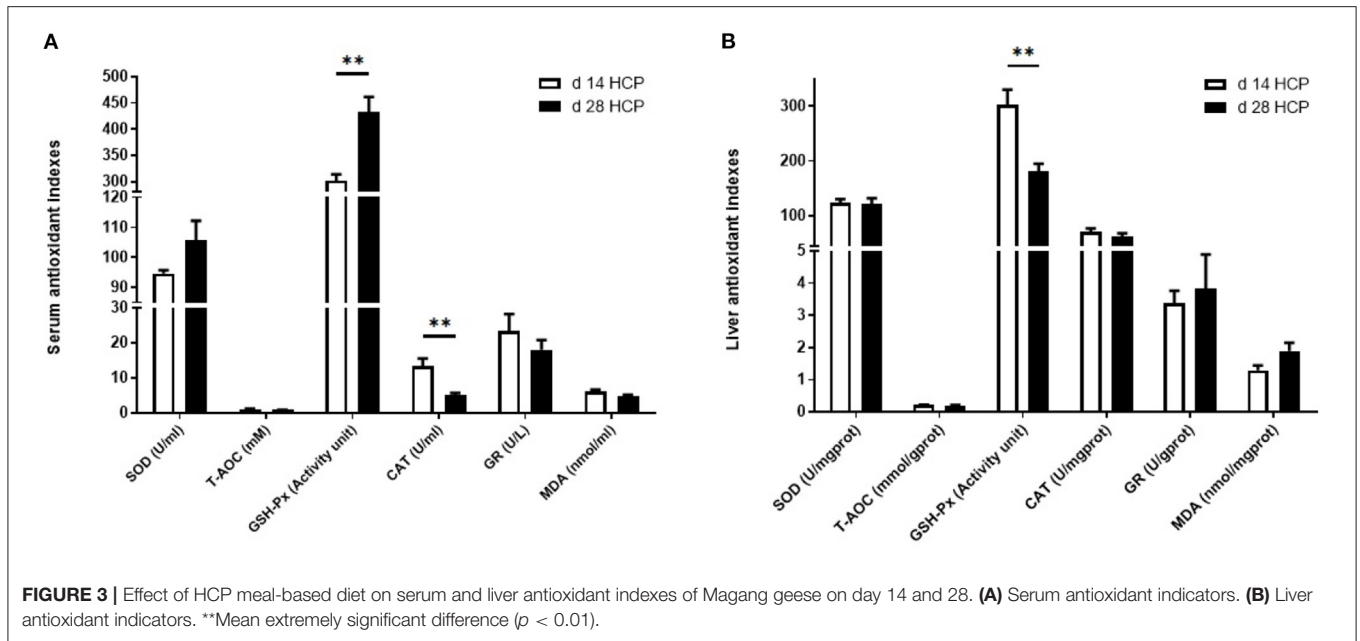 A
**
**
d 14 HCP
d 28 HCP
Serum antioxidant indexes
500
450
400
350
300
120
110
100
90
30
20
10
0
SOD (U/ml)
T-AOC (mM)
GSH-Px (Activity unit)
CAT (U/ml)
GR (U/L)
MDA (nmol/ml)
B
**
d 14 HCP
d 28 HCP
Liver antioxidant indexes
300
200
100
5
4
3
2
1
0
SOD (U/mgprot)
T-AOC (mmol/gprot)
GSH-Px (Activity unit)
CAT (U/mgprot)
GR (U/gprot)
MDA (nmol/mgprot)
FIGURE 3 | Effect of HCP meal-based diet on serum and liver antioxidant indexes of Magang geese on day 14 and 28. (A) Serum antioxidant indicators. (B) Liver
antioxidant indicators. **Mean extremely significant difference (p < 0.01).